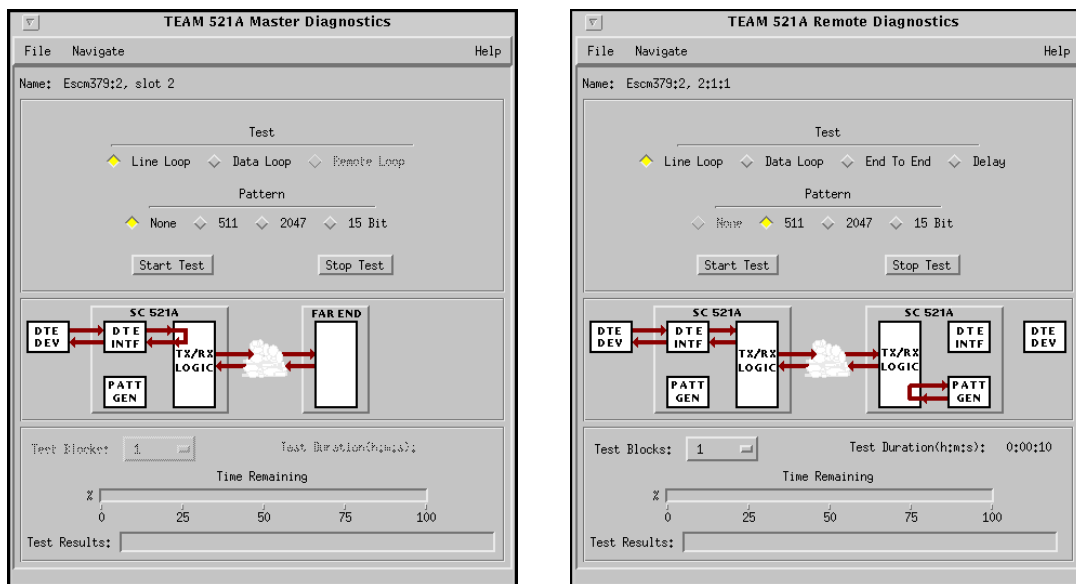 TEAM 521A Master Diagnostics
File Navigate Help
Name: Escm379:2, slot 2
Test
Line Loop Data Loop Remote Loop
Pattern
None 511 2047 15 Bit
Start Test Stop Test
SC 521A FAR END
DTE DEV
DTE INTF
TX/RX LOGIC
PATT GEN
Test Blocks: 1 Test Duration(h:m:s):
Time Remaining
%
0 25 50 75 100
Test Results:
TEAM 521A Remote Diagnostics
File Navigate Help
Name: Escm379:2, 2:1:1
Test
Line Loop Data Loop End To End Delay
Pattern
None 511 2047 15 Bit
Start Test Stop Test
SC 521A SC 521A
DTE DEV
DTE INTF
TX/RX LOGIC
PATT GEN
TX/RX LOGIC
DTE INTF
DTE DEV
PATT GEN
Test Blocks: 1 Test Duration(h:m:s): 0:00:10
Time Remaining
%
0 25 50 75 100
Test Results: